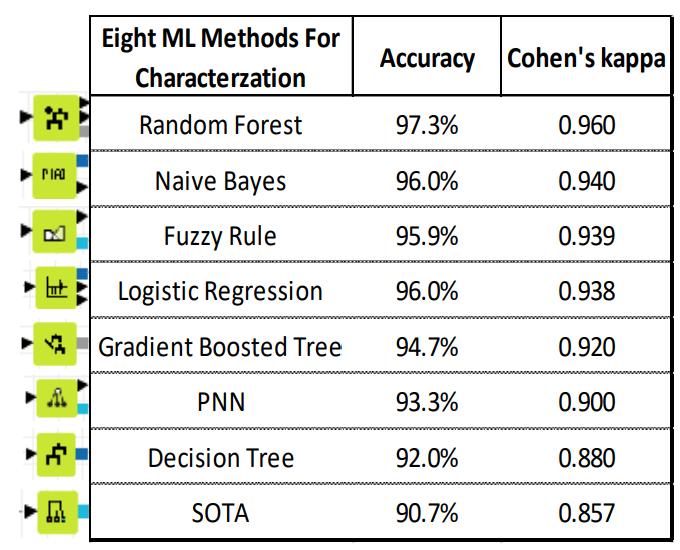 Eight ML Methods For
Characterzation
Accuracy
Cohen's kappa
Random Forest 97.3% 0.960
Naive Bayes 96.0% 0.940
Fuzzy Rule 95.9% 0.939
Logistic Regression 96.0% 0.938
Gradient Boosted Tree 94.7% 0.920
PNN 93.3% 0.900
Decision Tree 92.0% 0.880
SOTA 90.7% 0.857